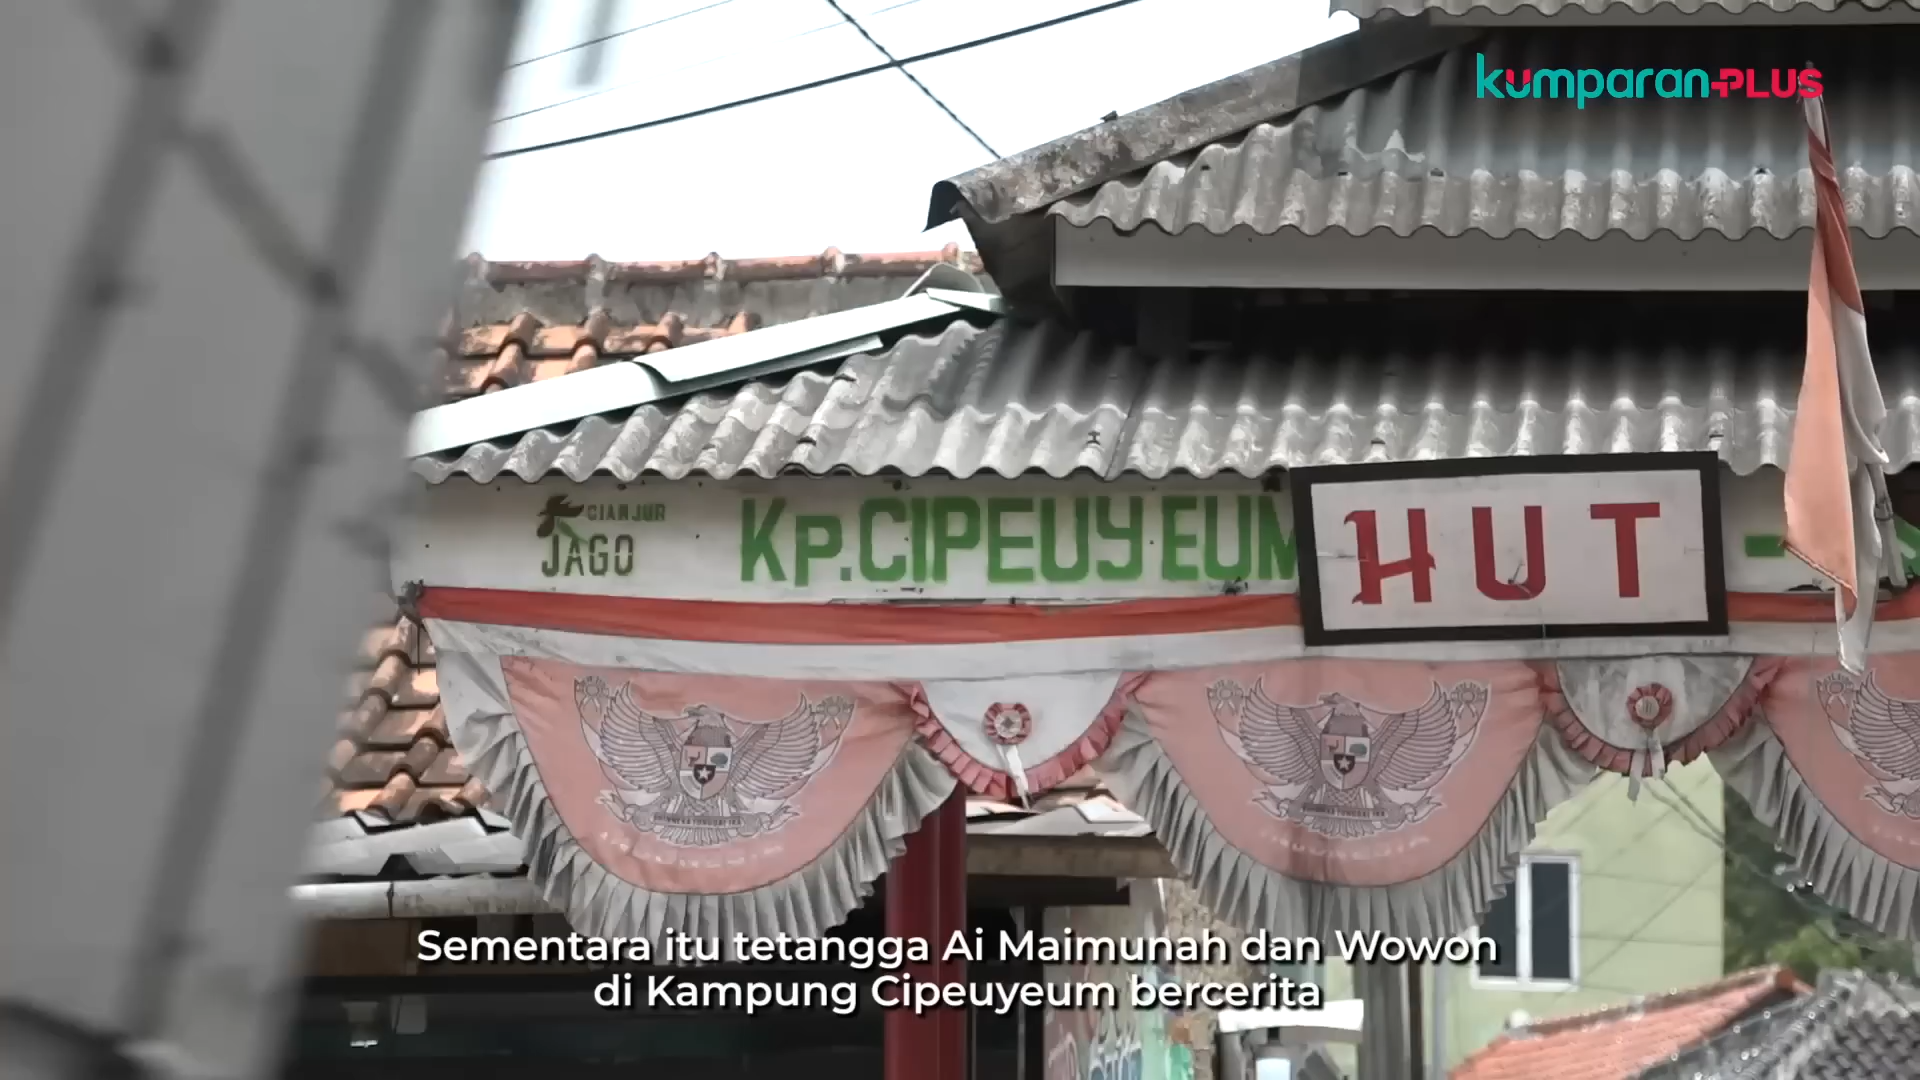 kumparanPLUS
CIANJUR
JAGO
Kp.CIPEUYEUM
HUT
-
Sementara itu tetangga Ai Maimunah dan Wowon
di Kampung Cipeuyeum bercerita